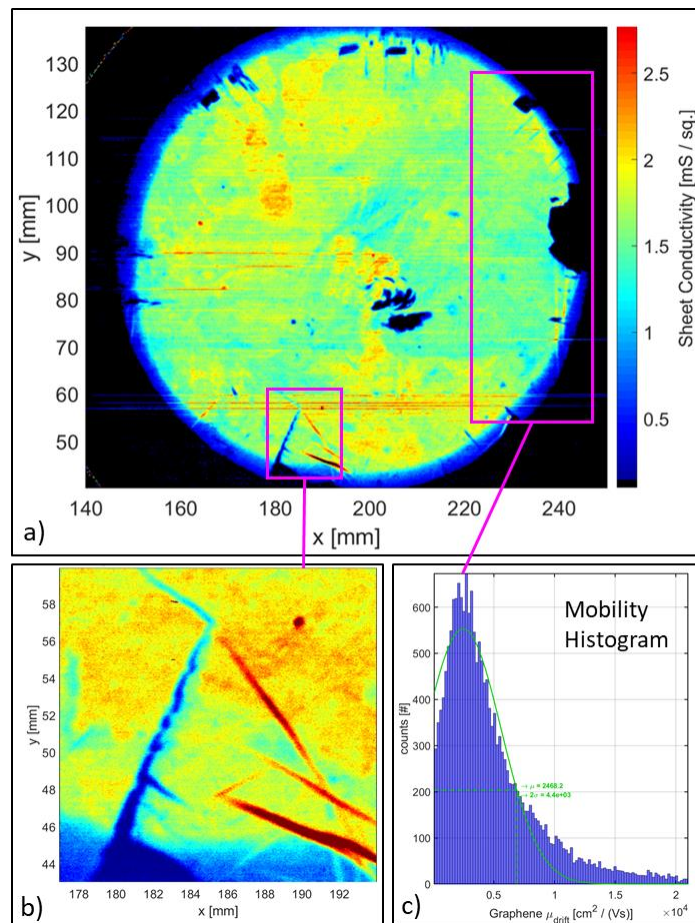 130
120
110
100
90
80
70
60
50
y [mm]
140 160 180 200 220 240
x [mm]
2.5
2
1.5
1
0.5
Sheet Conductivity [mS / sq.]
a)
58
56
54
52
50
48
46
44
y [mm]
178 180 182 184 186 188 190 192
x [mm]
b)
Mobility
Histogram
600
500
400
300
200
100
0
counts [#]
→ μ = 2468.2
→ 2σ = 4.4e+03
0.5 1 1.5 2
×10⁴
Graphene μdrift [cm² / (Vs)]
c)